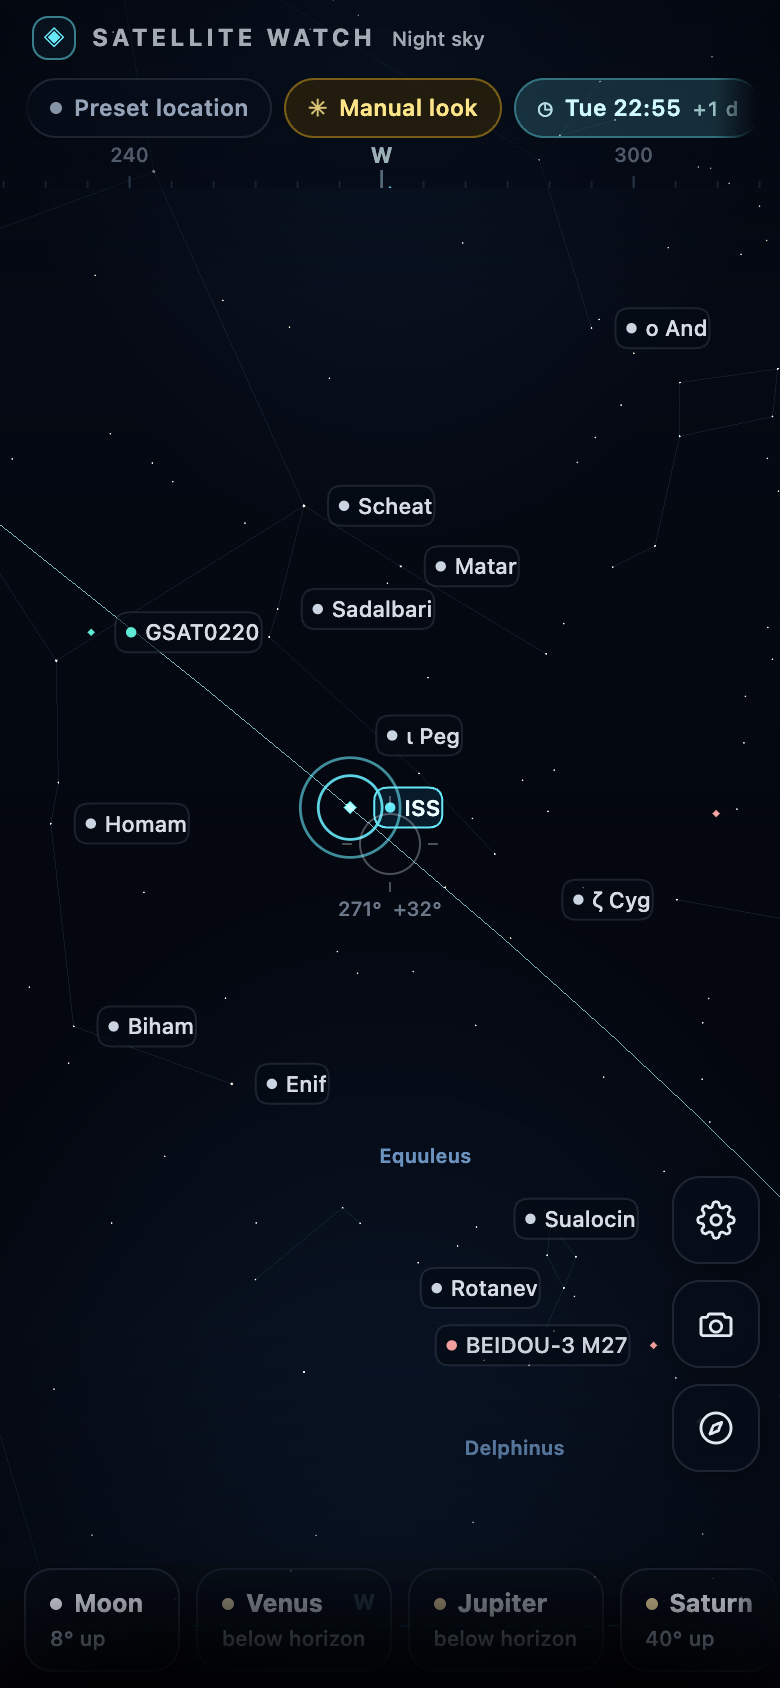 SATELLITE WATCH Night sky
Preset location
Manual look
Tue 22:55 +1 d
240 W 300
o And
Scheat
Matar
Sadalbari
GSAT0220
ι Peg
ISS
Homam
271° +32°
ζ Cyg
Biham
Enif
Equuleus
Sualocin
Rotanev
BEIDOU-3 M27
Delphinus
Moon
8° up
Venus W
below horizon
Jupiter
below horizon
Saturn
40° up